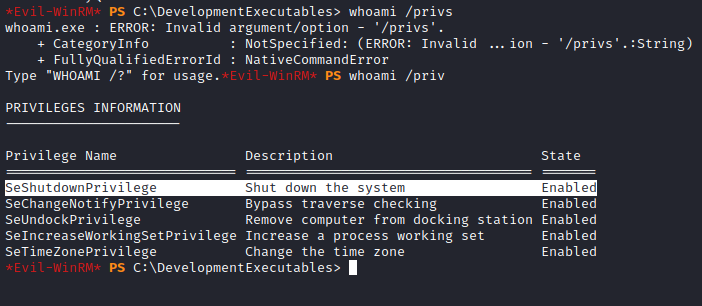 *Evil-WinRM* PS C:\DevelopmentExecutables> whoami /privs
whoami.exe : ERROR: Invalid argument/option - '/privs'.
    + CategoryInfo          : NotSpecified: (ERROR: Invalid ...ion - '/privs'.:String)
    + FullyQualifiedErrorId : NativeCommandError
Type "WHOAMI /?" for usage.*Evil-WinRM* PS whoami /priv
PRIVILEGES INFORMATION
----------------------
Privilege Name                Description                          State
============================= ==================================== =======
SeShutdownPrivilege           Shut down the system                 Enabled
SeChangeNotifyPrivilege       Bypass traverse checking             Enabled
SeUndockPrivilege             Remove computer from docking station Enabled
SeIncreaseWorkingSetPrivilege Increase a process working set       Enabled
SeTimeZonePrivilege           Change the time zone                 Enabled
*Evil-WinRM* PS C:\DevelopmentExecutables>